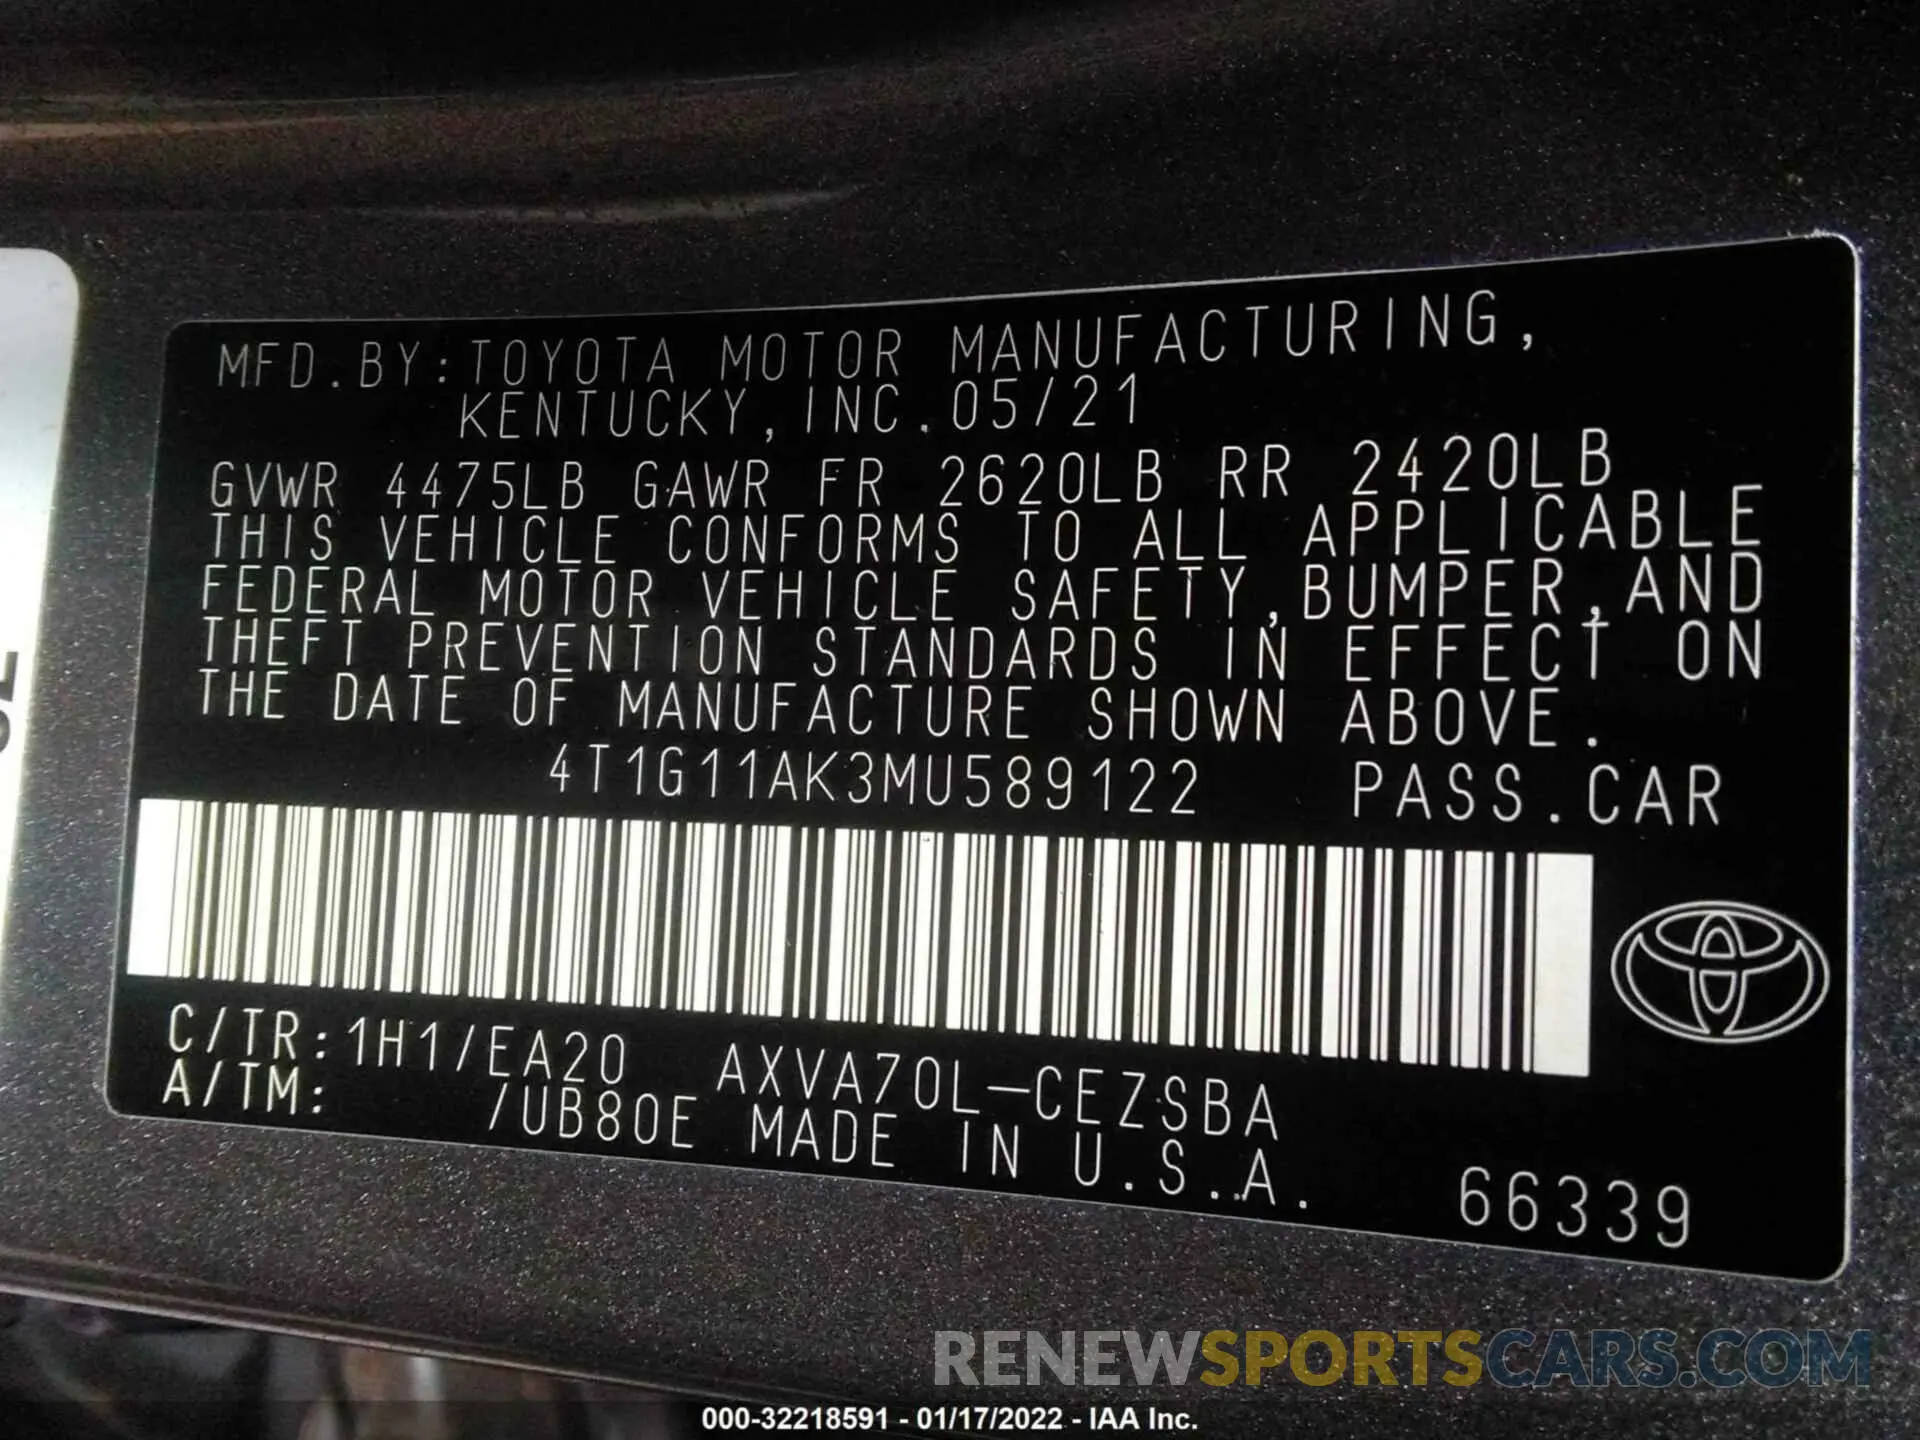 MFD.BY:TOYOTA MOTOR MANUFACTURING,
KENTUCKY,INC.05/21
GVWR 4475LB GAWR FR 2620LB RR 2420LB
THIS VEHICLE CONFORMS TO ALL APPLICABLE
FEDERAL MOTOR VEHICLE SAFETY,BUMPER,AND
THEFT PREVENTION STANDARDS IN EFFECT ON
THE DATE OF MANUFACTURE SHOWN ABOVE.
4T1G11AK3MU589122 PASS.CAR
C/TR:1H1/EA20 AXVA70L-CEZSBA
A/TM: /UB80E MADE IN U.S.A.
66339
RENEWSPORTSCARS.COM
000-32218591 - 01/17/2022 - IAA Inc.